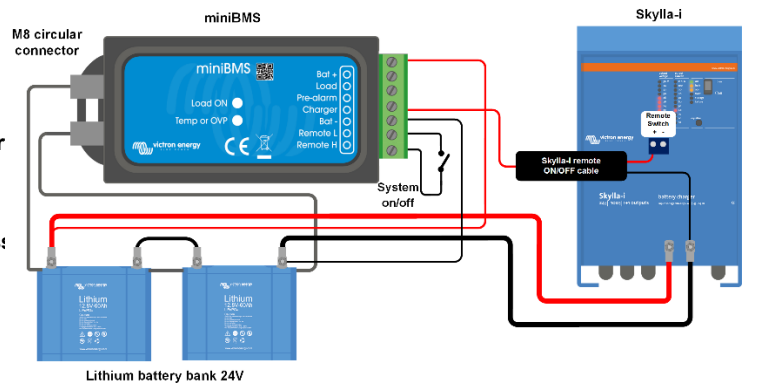 miniBMS
Skylla-i
M8 circular
connector
miniBMS
Bat +
Load
Pre-alarm
Charger
Bat -
Remote L
Remote H
Load ON
Temp or OVP
victron energy
CE
System
on/off
Remote
Switch
+ -
Skylla-I remote
ON/OFF cable
victron energy
Skylla-i
battery charger
r
s
Lithium
12,8V-60Ah
Lithium
12,8V-60Ah
Lithium battery bank 24V